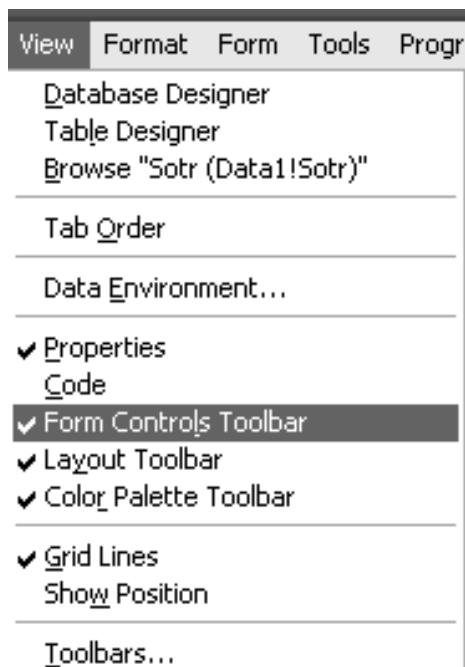 View Format Form Tools Progr
Database Designer
Table Designer
Browse "Sotr (Data1!Sotr)"
Tab Order
Data Environment...
Properties
Code
Form Controls Toolbar
Layout Toolbar
Color Palette Toolbar
Grid Lines
Show Position
Toolbars...